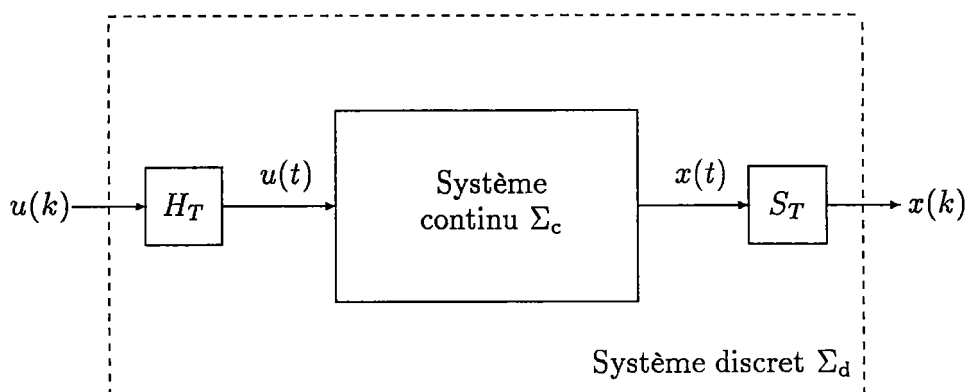 u(k)
H_T
u(t)
Système
continu Σ_c
x(t)
S_T
x(k)
Système discret Σ_d